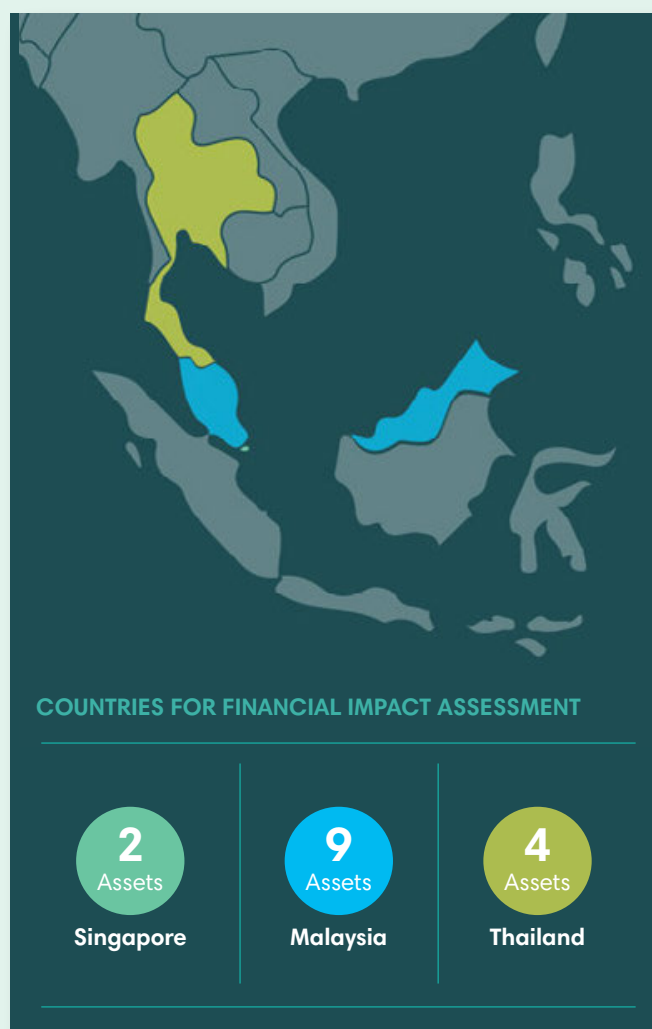 COUNTRIES FOR FINANCIAL IMPACT ASSESSMENT
2
Assets
Singapore
9
Assets
Malaysia
4
Assets
Thailand